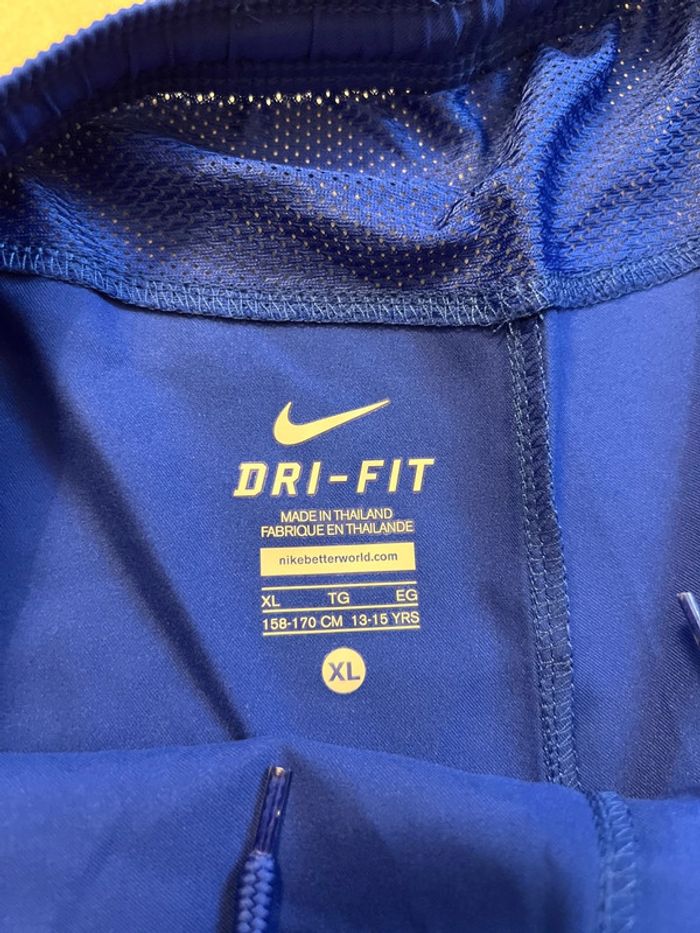 DRI-FIT
MADE IN THAILAND
FABRIQUE EN THAILANDE
nikebetterworld.com
XL TG EG
158-170 CM 13-15 YRS
XL